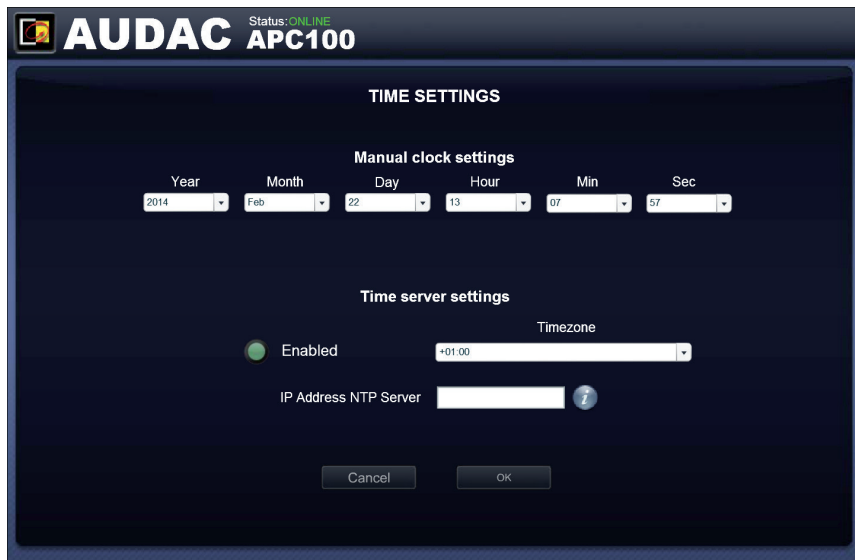 AUDAC Status:ONLINE
APC100
TIME SETTINGS
Manual clock settings
Year Month Day Hour Min Sec
2014 Feb 22 13 07 57
Time server settings
Timezone
Enabled +01:00
IP Address NTP Server i
Cancel OK